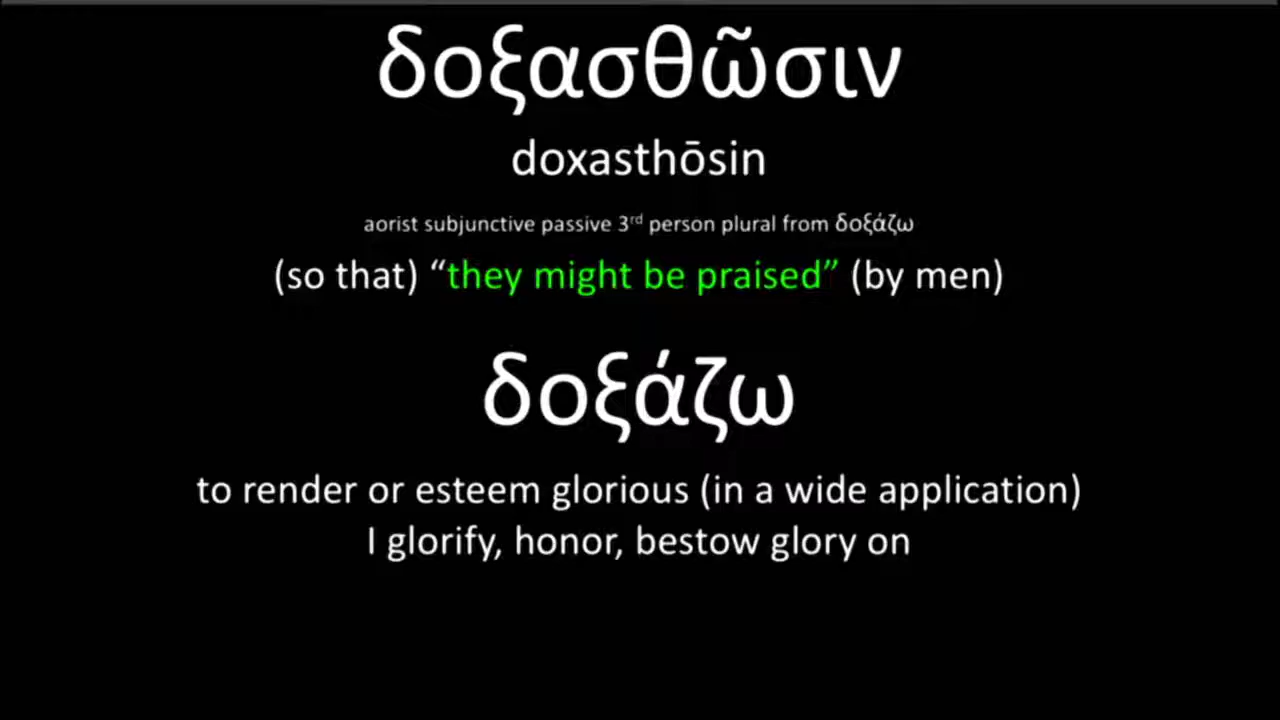 δοξασθῶσιν
doxasthōsin
aorist subjunctive passive 3rd person plural from δοξάζω
(so that) “they might be praised” (by men)
δοξάζω
to render or esteem glorious (in a wide application)
I glorify, honor, bestow glory on